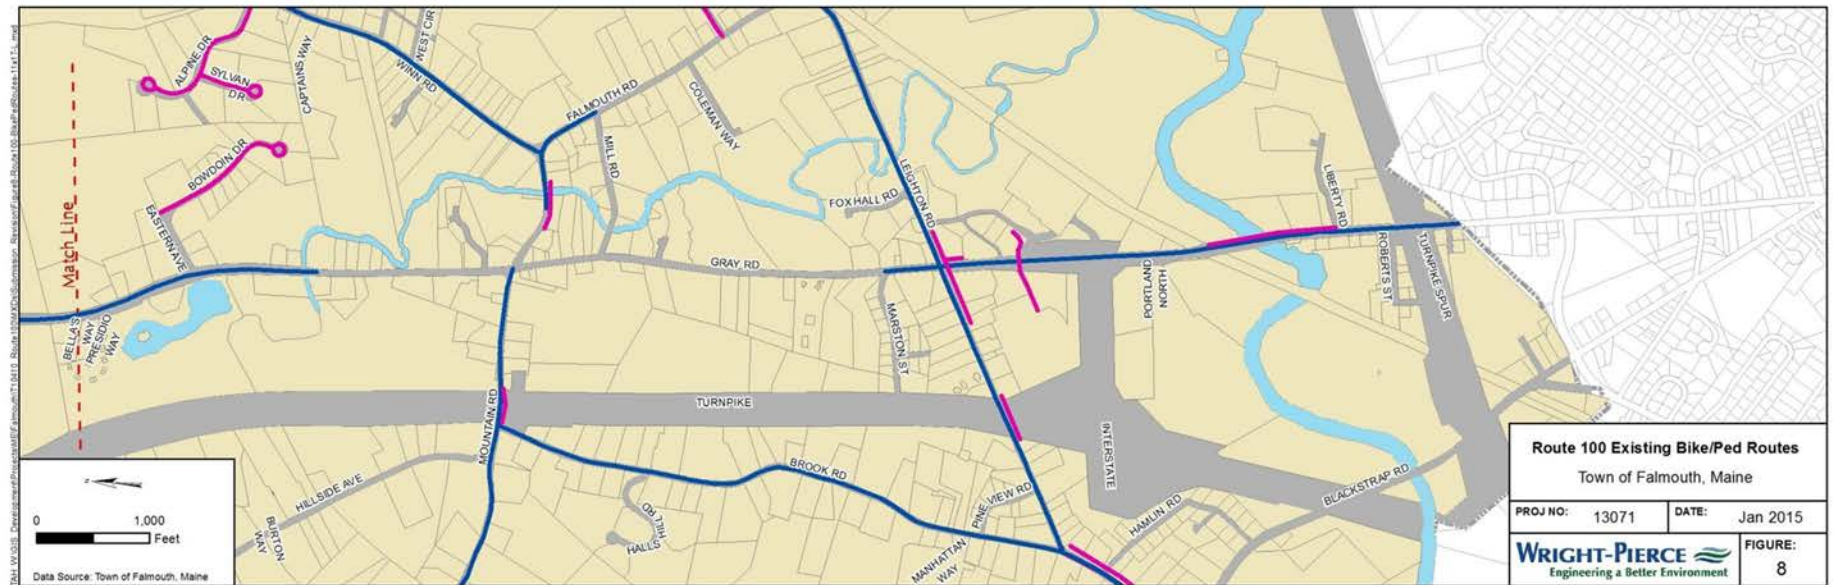 ALPINE DR
SYLVAN
DR
CAPTAINS WAY
WEST CIR
WINN RD
BOWDOIN DR
EASTERN AVE
Match Line
BELLA'S
WAY
PRESIDIO
WAY
FALMOUTH RD
COLEMAN WAY
MILL RD
FOXHALL RD
LEIGHTON RD
GRAY RD
MARSTON ST
PORTLAND
NORTH
LIBERTY RD
ROBERTS ST
TURNPIKE SPUR
MOUNTAIN RD
TURNPIKE
INTERSTATE
BROOK RD
HILLSIDE AVE
BURTON
WAY
HALLS
HILL RD
PINE VIEW RD
MANHATTAN
WAY
HAMLIN RD
BLACKSTRAP RD
z
0 1,000
Feet
Data Source: Town of Falmouth, Maine
Route 100 Existing Bike/Ped Routes
Town of Falmouth, Maine
PROJ NO: 13071
DATE: Jan 2015
WRIGHT-PIERCE
Engineering a Better Environment
FIGURE:
8